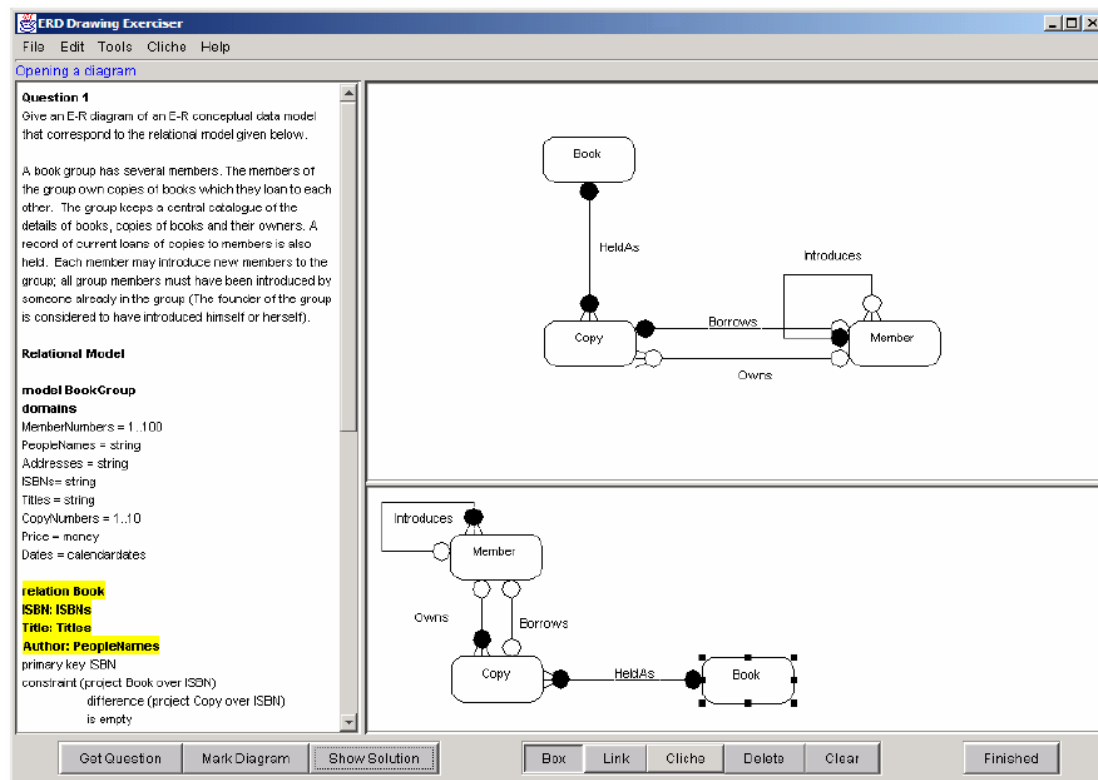 ERD Drawing Exerciser
File Edit Tools Cliche Help
Opening a diagram
Question 1
Give an E-R diagram of an E-R conceptual data model
that correspond to the relational model given below.
A book group has several members. The members of
the group own copies of books which they loan to each
other. The group keeps a central catalogue of the
details of books, copies of books and their owners. A
record of current loans of copies to members is also
held. Each member may introduce new members to the
group; all group members must have been introduced by
someone already in the group (The founder of the group
is considered to have introduced himself or herself).
Relational Model
model BookGroup
domains
MemberNumbers = 1..100
PeopleNames = string
Addresses = string
ISBNs= string
Titles = string
CopyNumbers = 1..10
Price = money
Dates = calendardates
relation Book
ISBN: ISBNs
Title: Titles
Author: PeopleNames
primary key ISBN
constraint (project Book over ISBN)
difference (project Copy over ISBN)
is empty
Book
HeldAs
Introduces
Copy
Borrows
Member
Owns
Introduces
Member
Owns
Borrows
Copy
HeldAs
Book
Get Question
Mark Diagram
Show Solution
Box
Link
Cliche
Delete
Clear
Finished